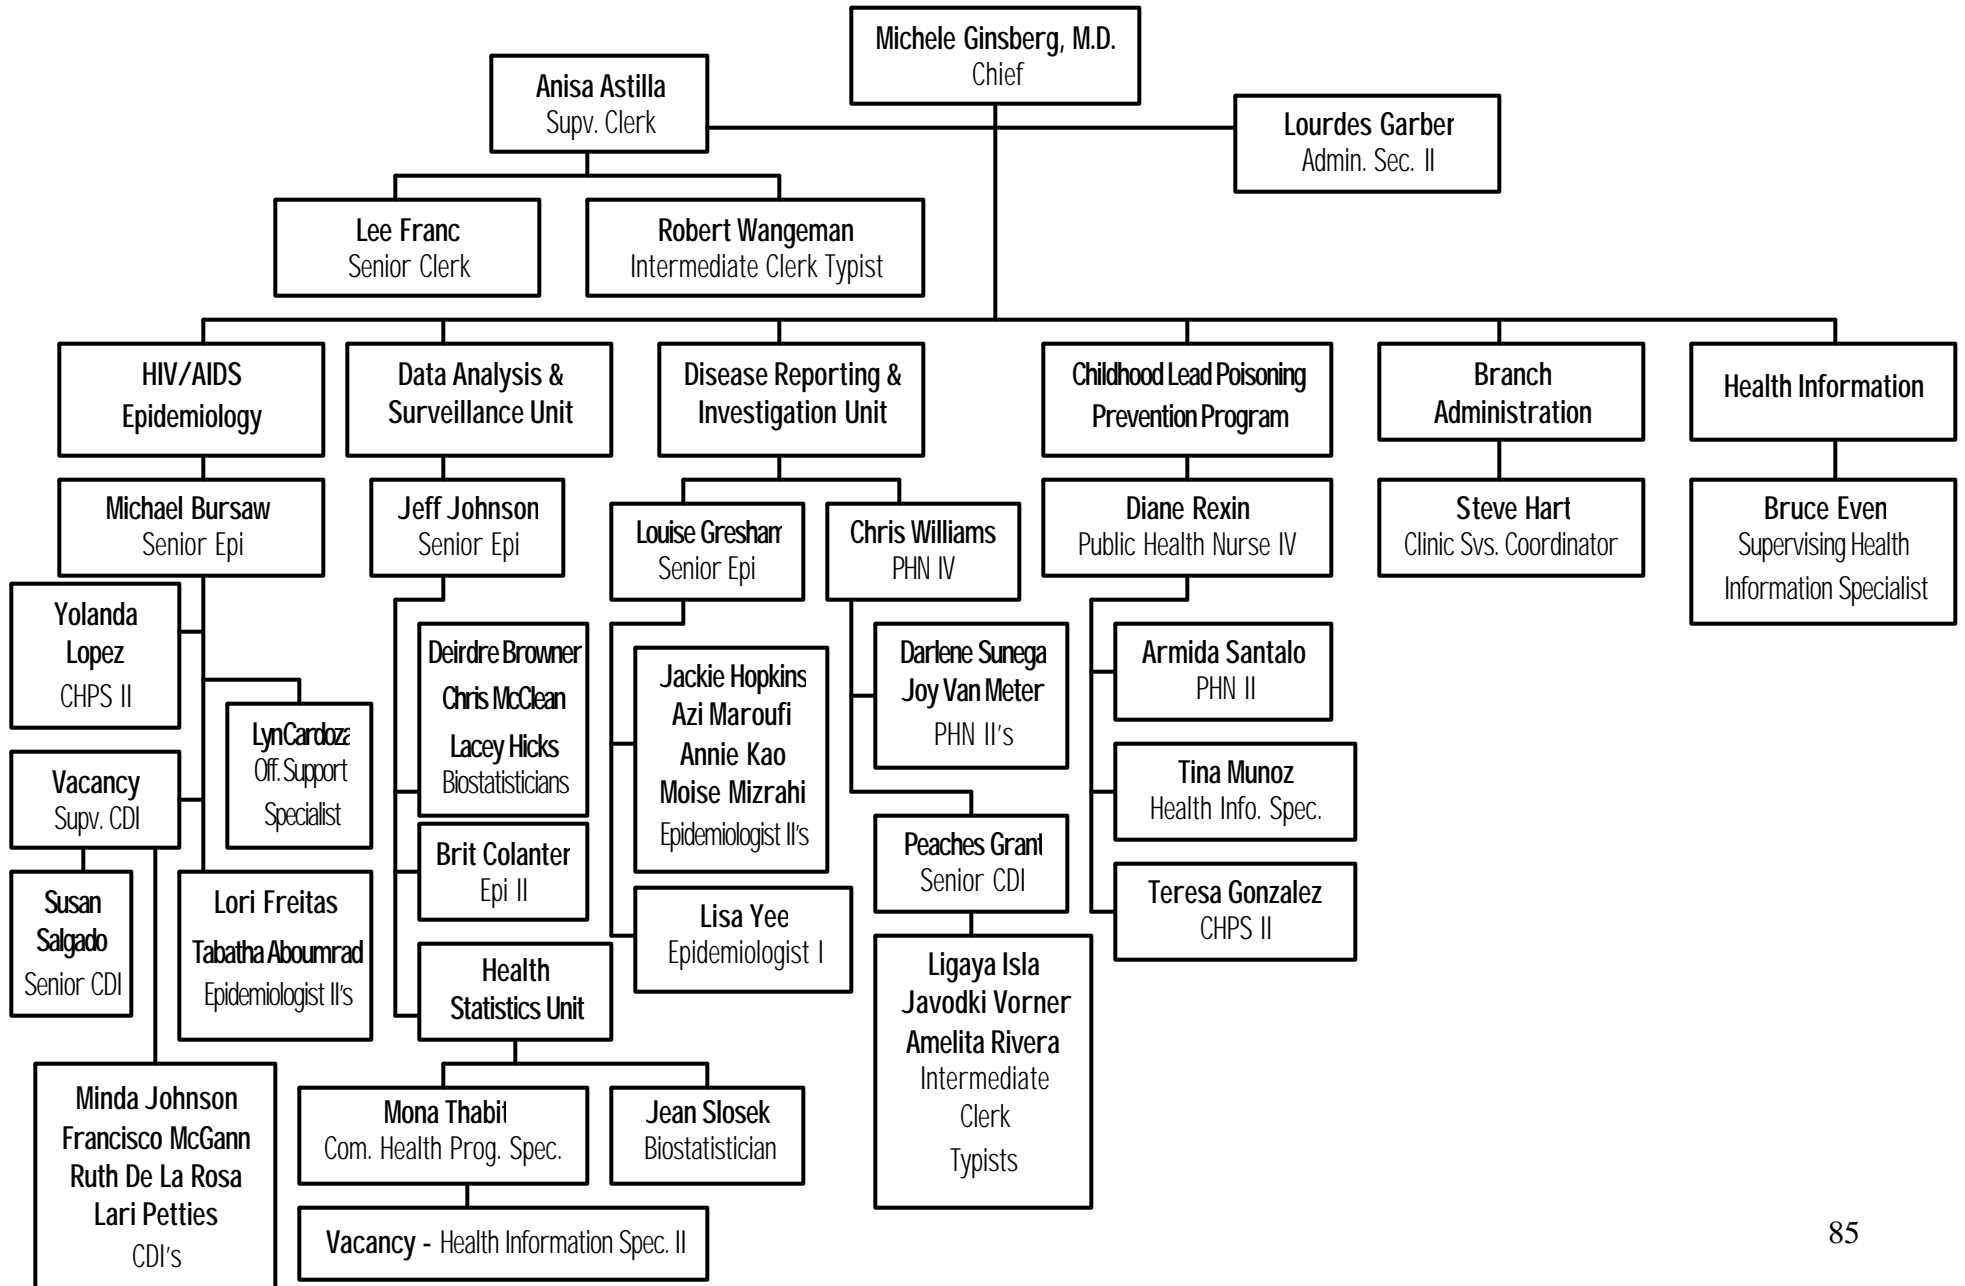 Michele Ginsberg, M.D.
Chief
Anisa Astilla
Supv. Clerk
Lourdes Garber
Admin. Sec. II
Lee Franc
Senior Clerk
Robert Wangeman
Intermediate Clerk Typist
HIV/AIDS
Epidemiology
Data Analysis &
Surveillance Unit
Disease Reporting &
Investigation Unit
Childhood Lead Poisoning
Prevention Program
Branch
Administration
Health Information
Michael Bursaw
Senior Epi
Jeff Johnson
Senior Epi
Louise Gresham
Senior Epi
Chris Williams
PHN IV
Diane Rexin
Public Health Nurse IV
Steve Hart
Clinic Svs. Coordinator
Bruce Even
Supervising Health
Information Specialist
Yolanda
Lopez
CHPS II
Lyn Cardoza
Off. Support
Specialist
Vacancy
Supv. CDI
Susan
Salgado
Senior CDI
Lori Freitas
Tabatha Aboumrad
Epidemiologist II's
Minda Johnson
Francisco McGann
Ruth De La Rosa
Lari Petties
CDI's
Deirdre Browner
Chris McClean
Lacey Hicks
Biostatisticians
Brit Colanter
Epi II
Health
Statistics Unit
Mona Thabit
Com. Health Prog. Spec.
Jean Slosek
Biostatistician
Vacancy - Health Information Spec. II
Jackie Hopkins
Azi Maroufi
Annie Kao
Moise Mizrahi
Epidemiologist II's
Lisa Yee
Epidemiologist I
Darlene Sunega
Joy Van Meter
PHN II's
Peaches Grant
Senior CDI
Ligaya Isla
Javodki Vorner
Amelita Rivera
Intermediate
Clerk
Typists
Armida Santalo
PHN II
Tina Munoz
Health Info. Spec.
Teresa Gonzalez
CHPS II
85